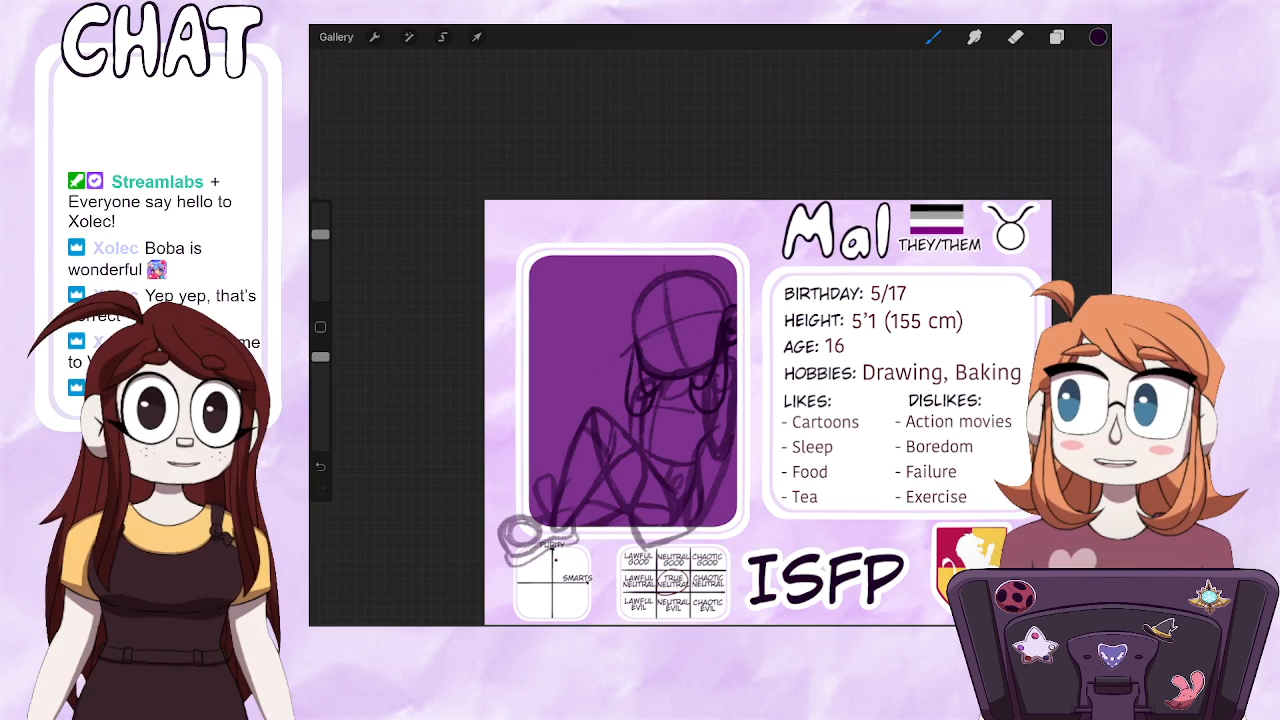 CHAT
Streamlabs +
Everyone say hello to
Xolec!
Xolec Boba is
wonderful
Yep yep, that's
me
to
Gallery
Mal
THEY/THEM
BIRTHDAY: 5/17
HEIGHT: 5'1 (155 cm)
AGE: 16
HOBBIES: Drawing, Baking
LIKES:
- Cartoons
- Sleep
- Food
- Tea
DISLIKES:
- Action movies
- Boredom
- Failure
- Exercise
PURITY
SMARTS
LAWFUL GOOD NEUTRAL GOOD CHAOTIC GOOD
LAWFUL NEUTRAL TRUE NEUTRAL CHAOTIC NEUTRAL
LAWFUL EVIL NEUTRAL EVIL CHAOTIC EVIL
ISFP